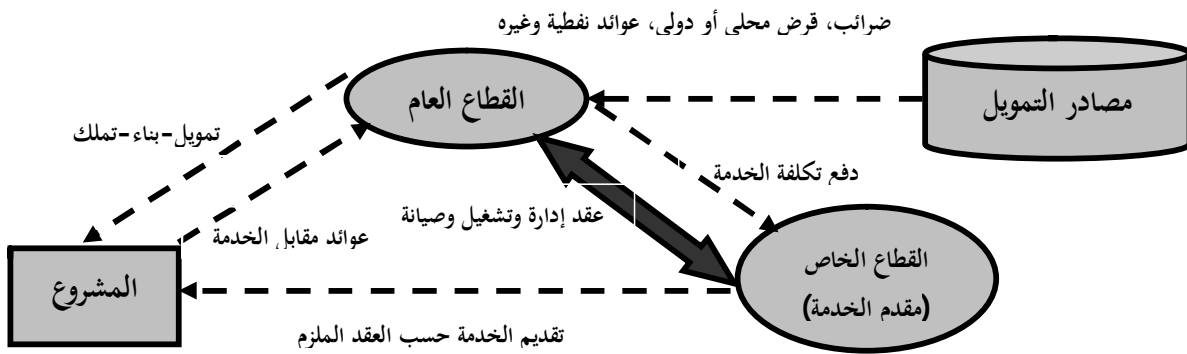 ضرائب، قرض محلي أو دولي، عوائد نفطية وغيره
القطاع العام
مصادر التمويل
تمويل-بناء-تملك
دفع تكلفة الخدمة
عقد إدارة وتشغيل وصيانة
عوائد مقابل الخدمة
القطاع الخاص
(مقدم الخدمة)
المشروع
تقديم الخدمة حسب العقد الملزم